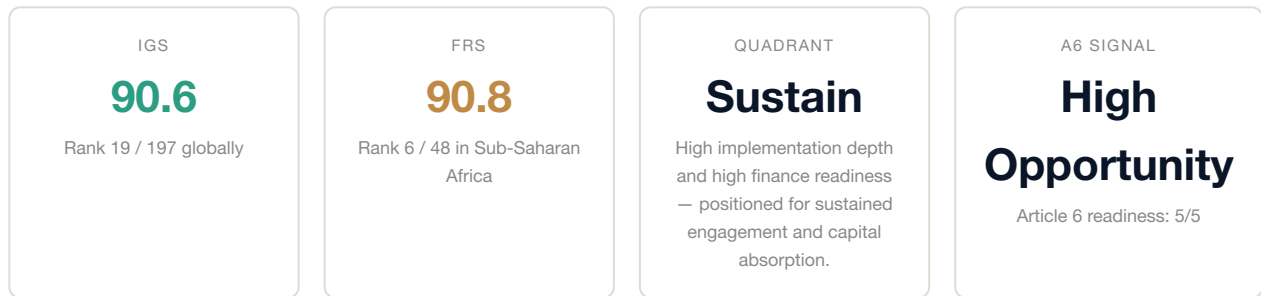 IGS
90.6
Rank 19 / 197 globally
FRS
90.8
Rank 6 / 48 in Sub-Saharan
Africa
QUADRANT
Sustain
High implementation depth
and high finance readiness
— positioned for sustained
engagement and capital
absorption.
A6 SIGNAL
High
Opportunity
Article 6 readiness: 5/5